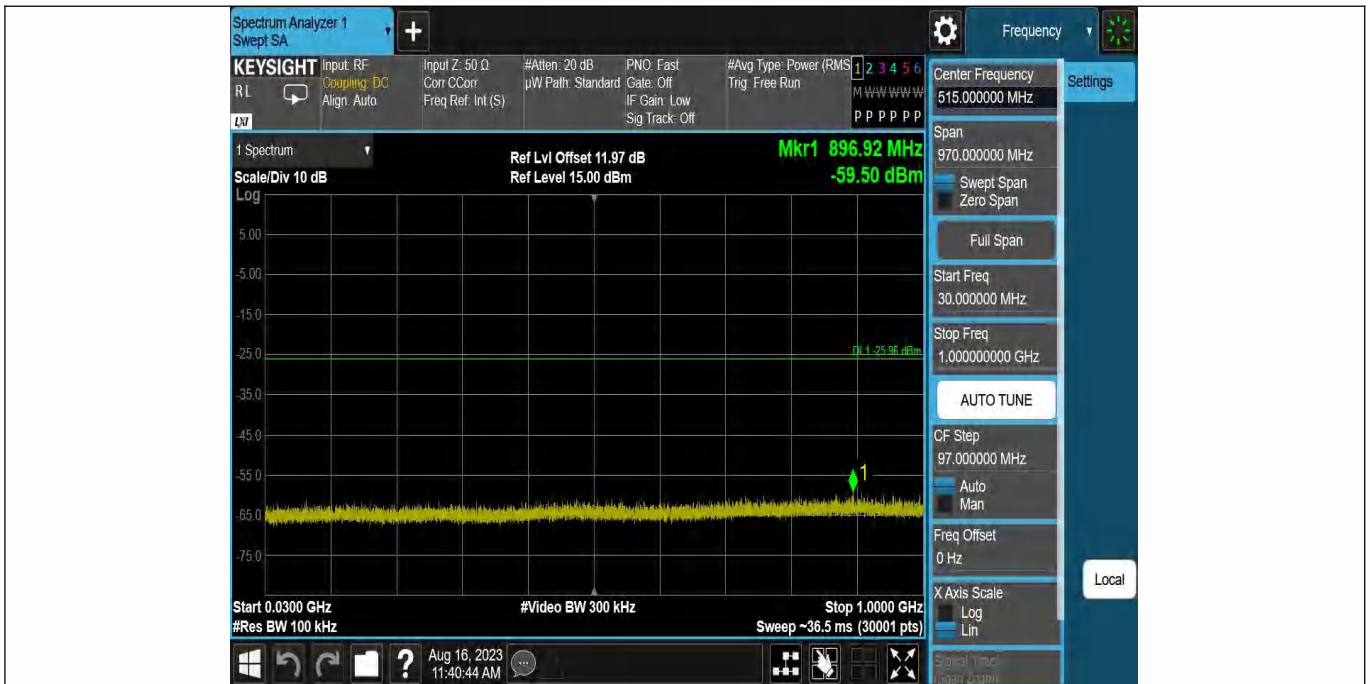 Spectrum Analyzer 1
Swept SA
Frequency
KEYSIGHT
RL
LXI
Input: RF
Coupling: DC
Align: Auto
Input Z: 50 Ω
Corr CCorr
Freq Ref: Int (S)
#Atten: 20 dB
µW Path: Standard
PNO: Fast
Gate: Off
IF Gain: Low
Sig Track: Off
#Avg Type: Power (RMS
Trig: Free Run
1 2 3 4 5 6
M W W W W W
P P P P P P
1 Spectrum
Scale/Div 10 dB
Ref Lvl Offset 11.97 dB
Ref Level 15.00 dBm
Mkr1 896.92 MHz
-59.50 dBm
Log
5.00
-5.00
-15.0
-25.0
DL1 -25.96 dBm
-35.0
-45.0
-55.0
1
-65.0
-75.0
Start 0.0300 GHz
#Video BW 300 kHz
Stop 1.0000 GHz
#Res BW 100 kHz
Sweep ~36.5 ms (30001 pts)
Aug 16, 2023
11:40:44 AM
Center Frequency
515.000000 MHz
Settings
Span
970.000000 MHz
Swept Span
Zero Span
Full Span
Start Freq
30.000000 MHz
Stop Freq
1.000000000 GHz
AUTO TUNE
CF Step
97.000000 MHz
Auto
Man
Freq Offset
0 Hz
X Axis Scale
Log
Lin
Local
Signal Track
(Span Zoom)